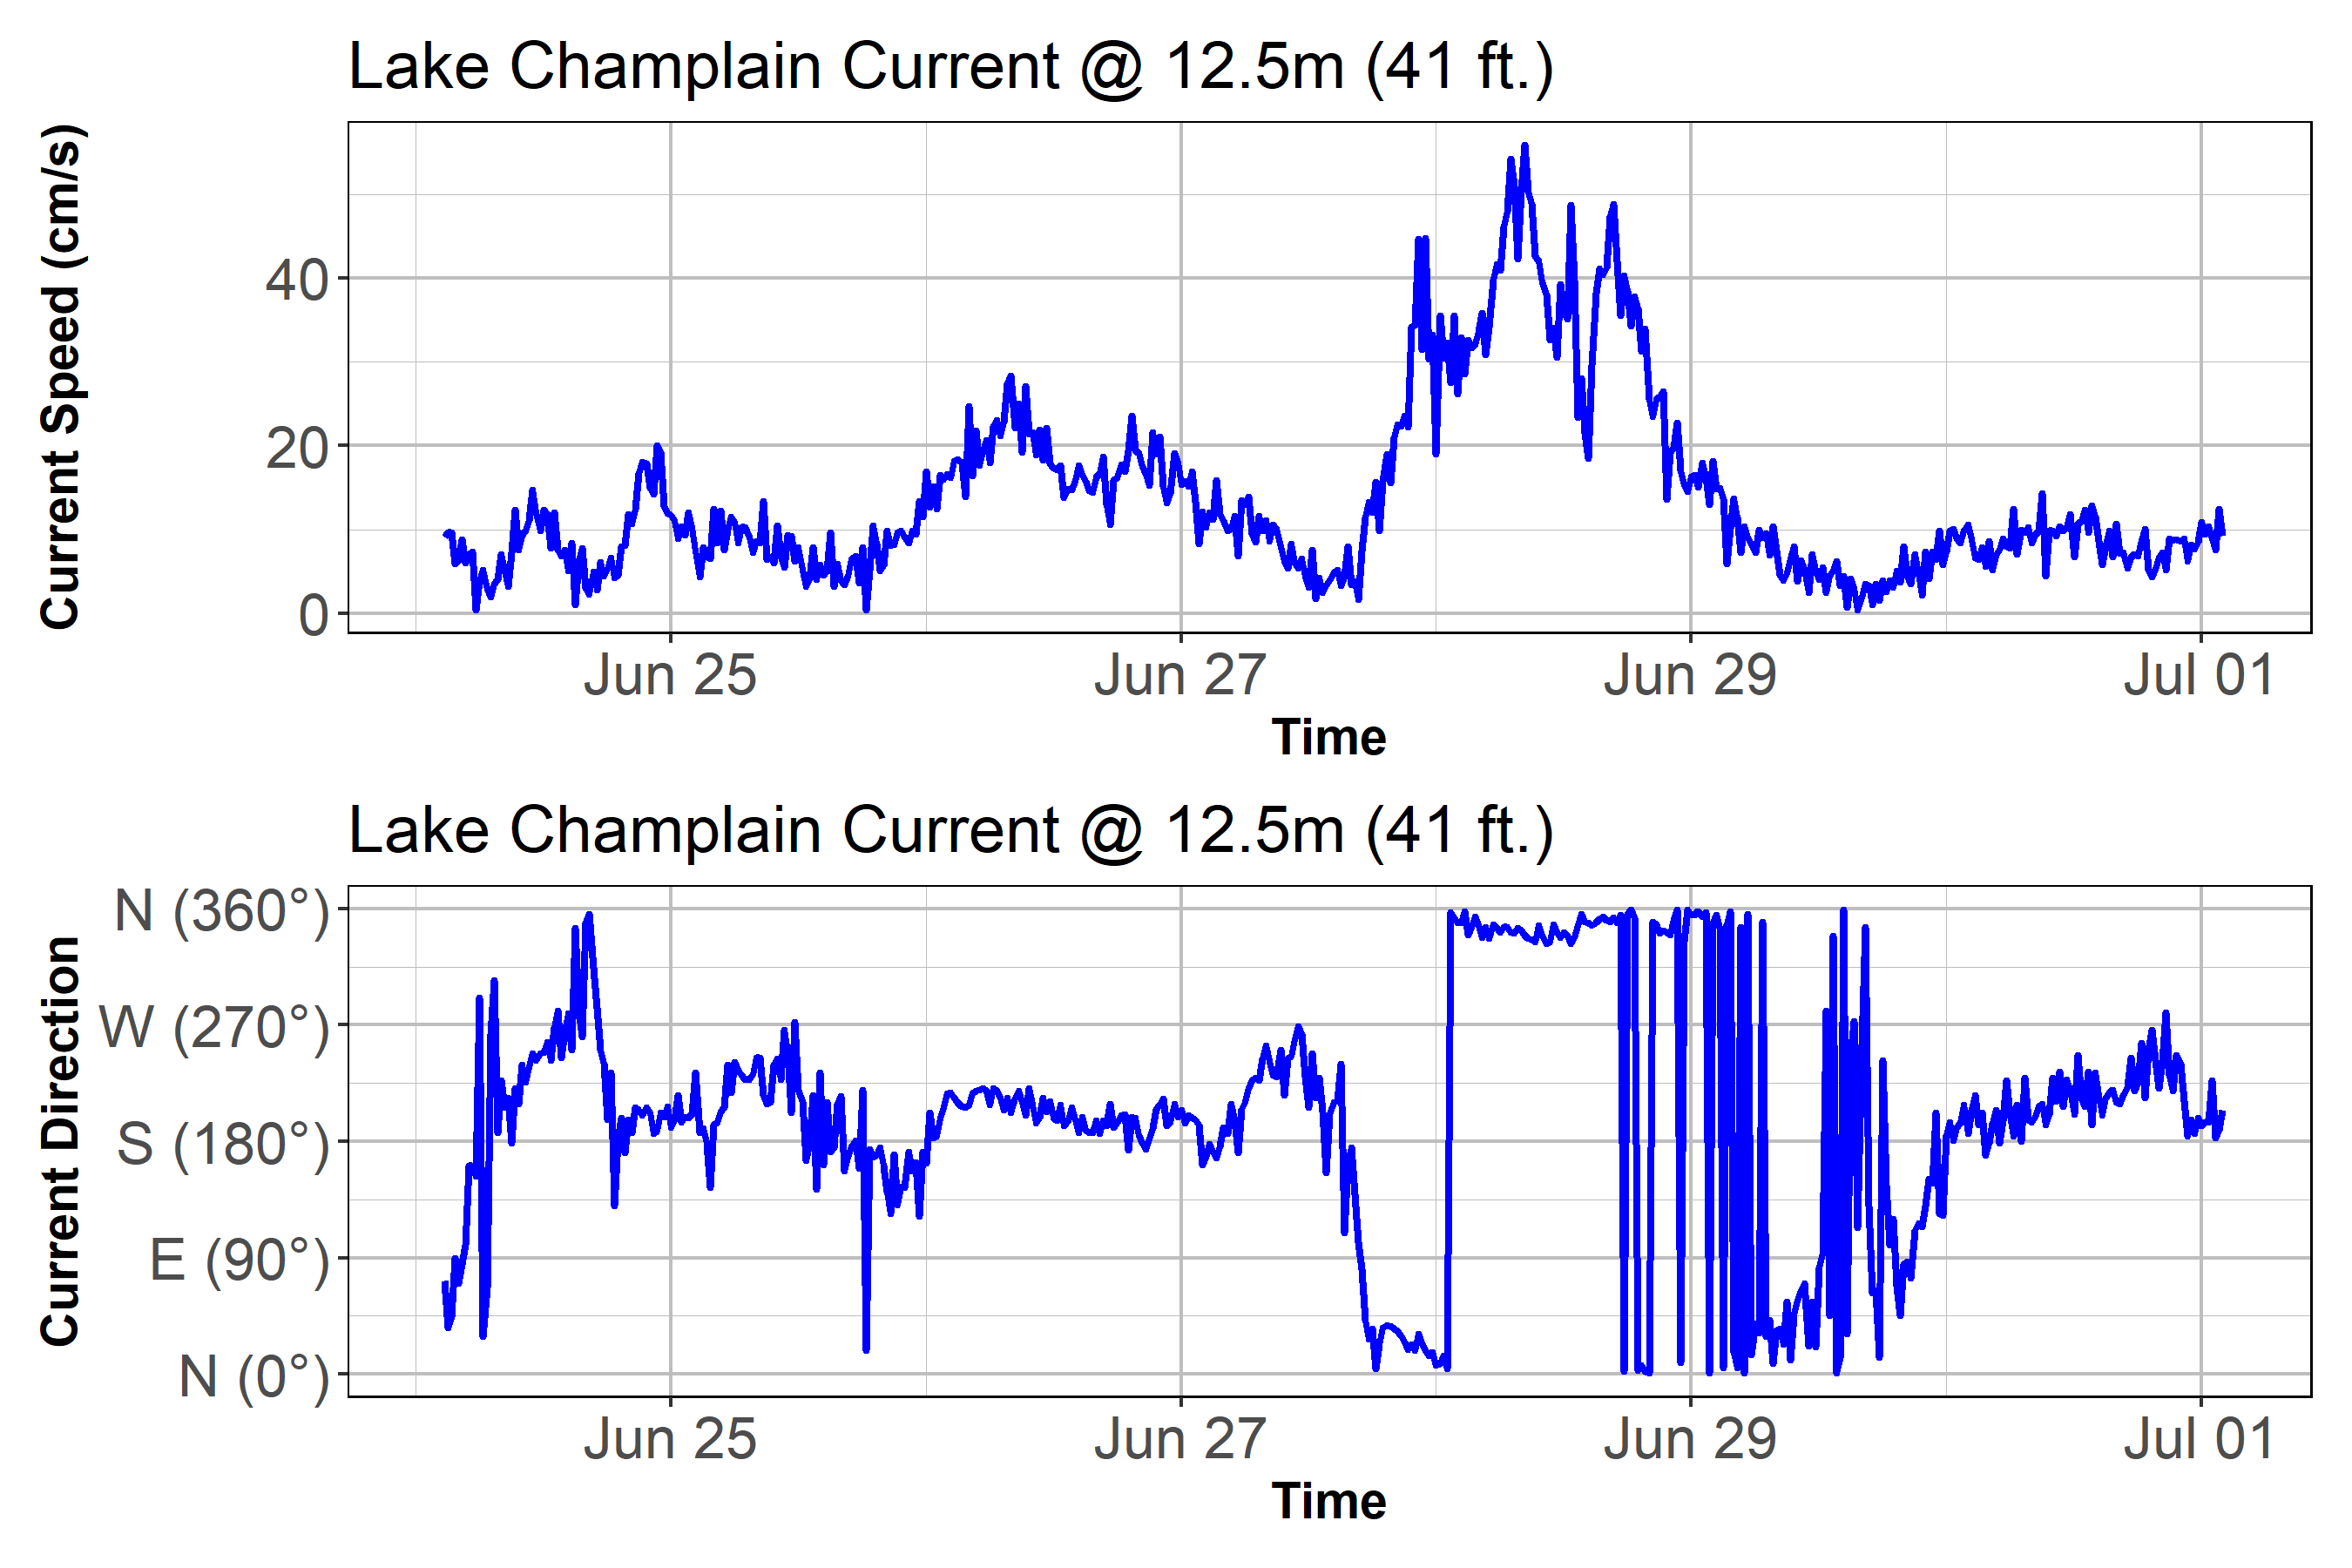 Lake Champlain Current @ 12.5m (41 ft.)
Current Speed (cm/s)
40
20
0
Jun 25
Jun 27
Jun 29
Jul 01
Time
Lake Champlain Current @ 12.5m (41 ft.)
Current Direction
N (360°)
W (270°)
S (180°)
E (90°)
N (0°)
Jun 25
Jun 27
Jun 29
Jul 01
Time